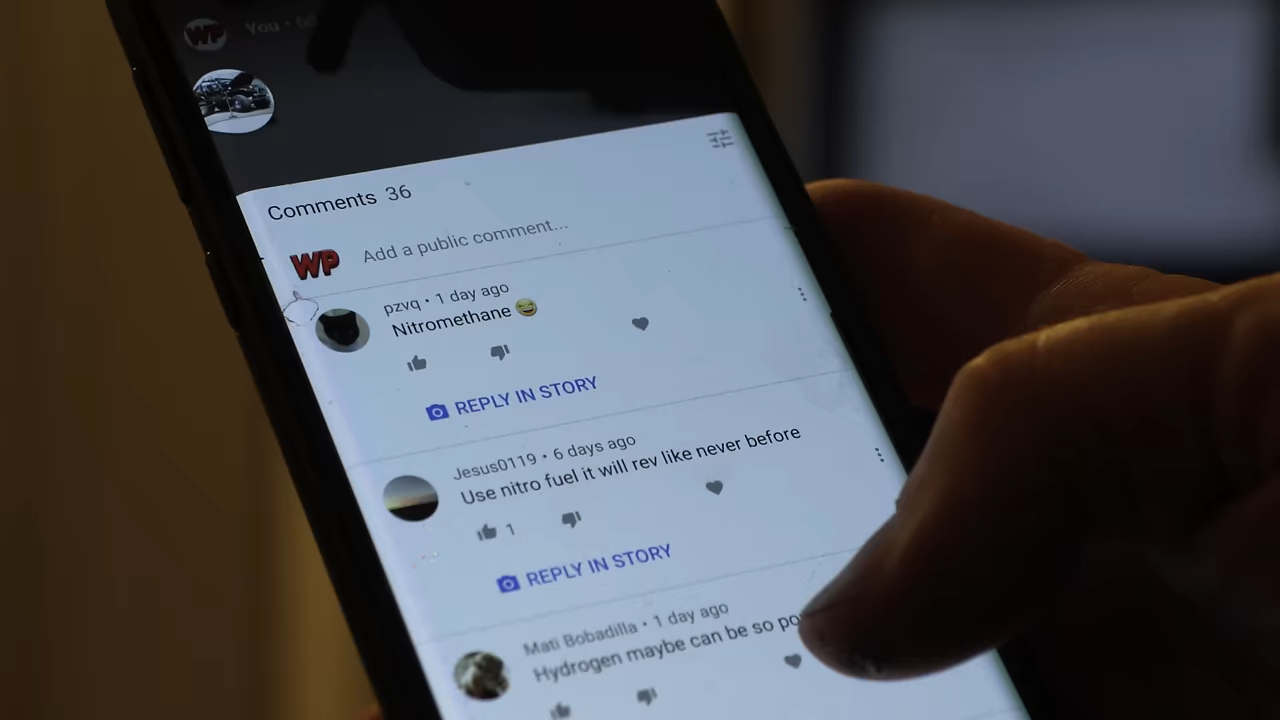 WP You •
Comments 36
WP Add a public comment...
pzvq • 1 day ago
Nitromethane 😆
REPLY IN STORY
Jesus0119 • 6 days ago
Use nitro fuel it will rev like never before
1
REPLY IN STORY
Mati Bobadilla • 1 day ago
Hydrogen maybe can be so